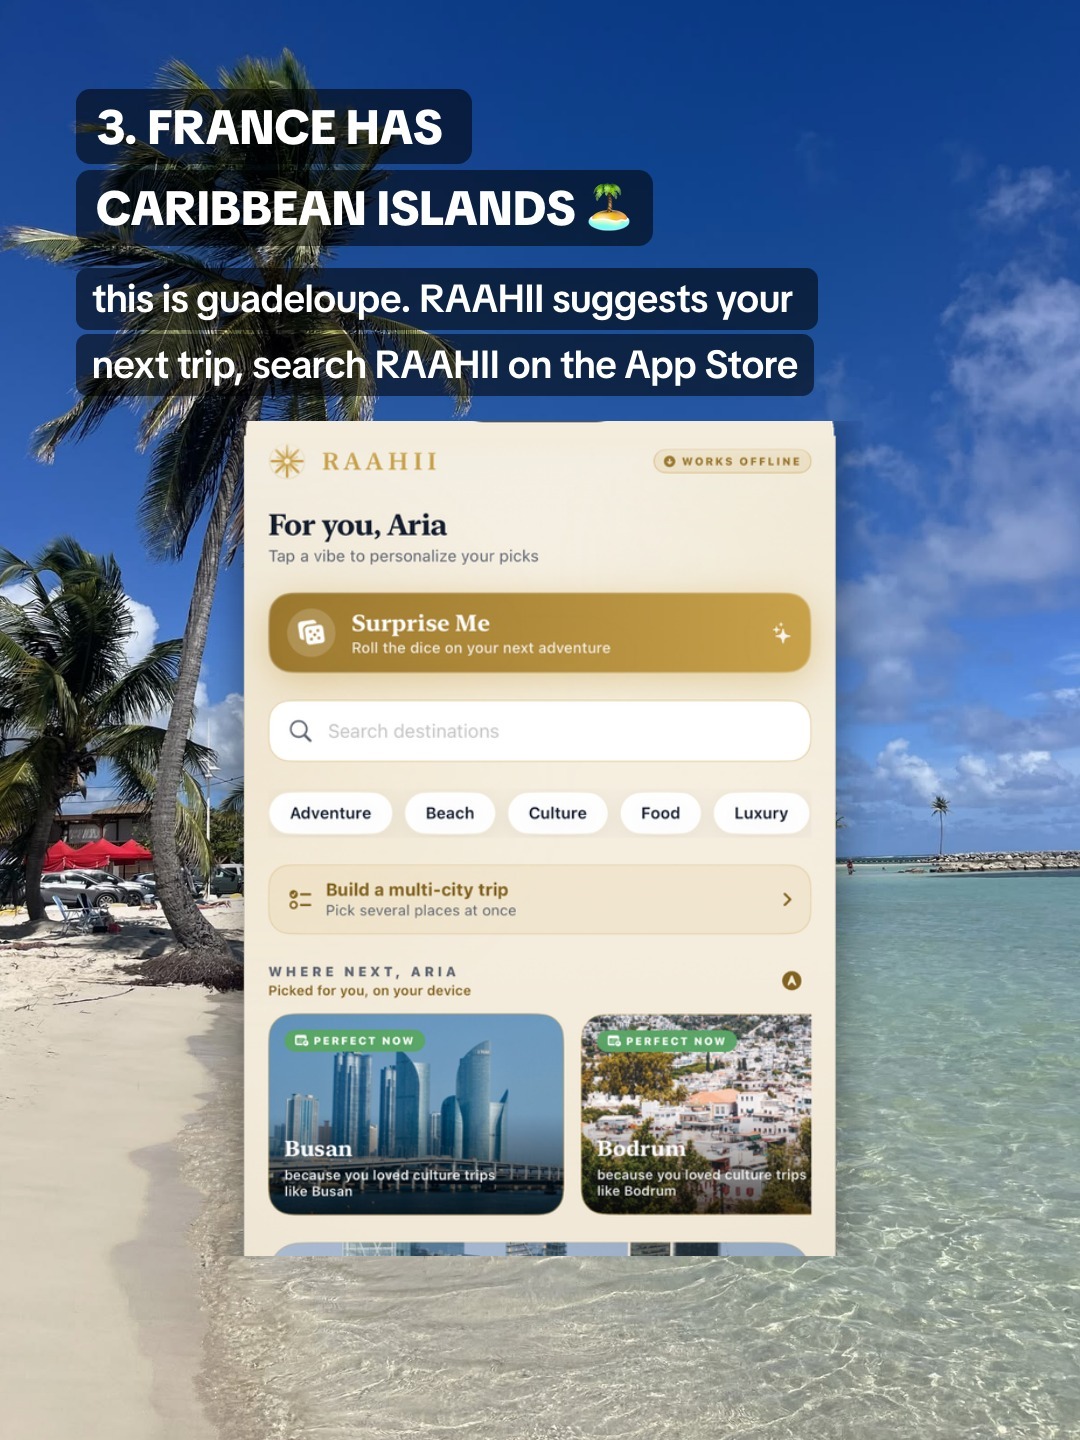 3. FRANCE HAS
CARIBBEAN ISLANDS 🏝️
this is guadeloupe. RAAHII suggests your
next trip, search RAAHII on the App Store
RAAHII
WORKS OFFLINE
For you, Aria
Tap a vibe to personalize your picks
Surprise Me
Roll the dice on your next adventure
Search destinations
Adventure Beach Culture Food Luxury
Build a multi-city trip
Pick several places at once
WHERE NEXT, ARIA
Picked for you, on your device
PERFECT NOW
Busan
because you loved culture trips
like Busan
PERFECT NOW
Bodrum
because you loved culture trips
like Bodrum